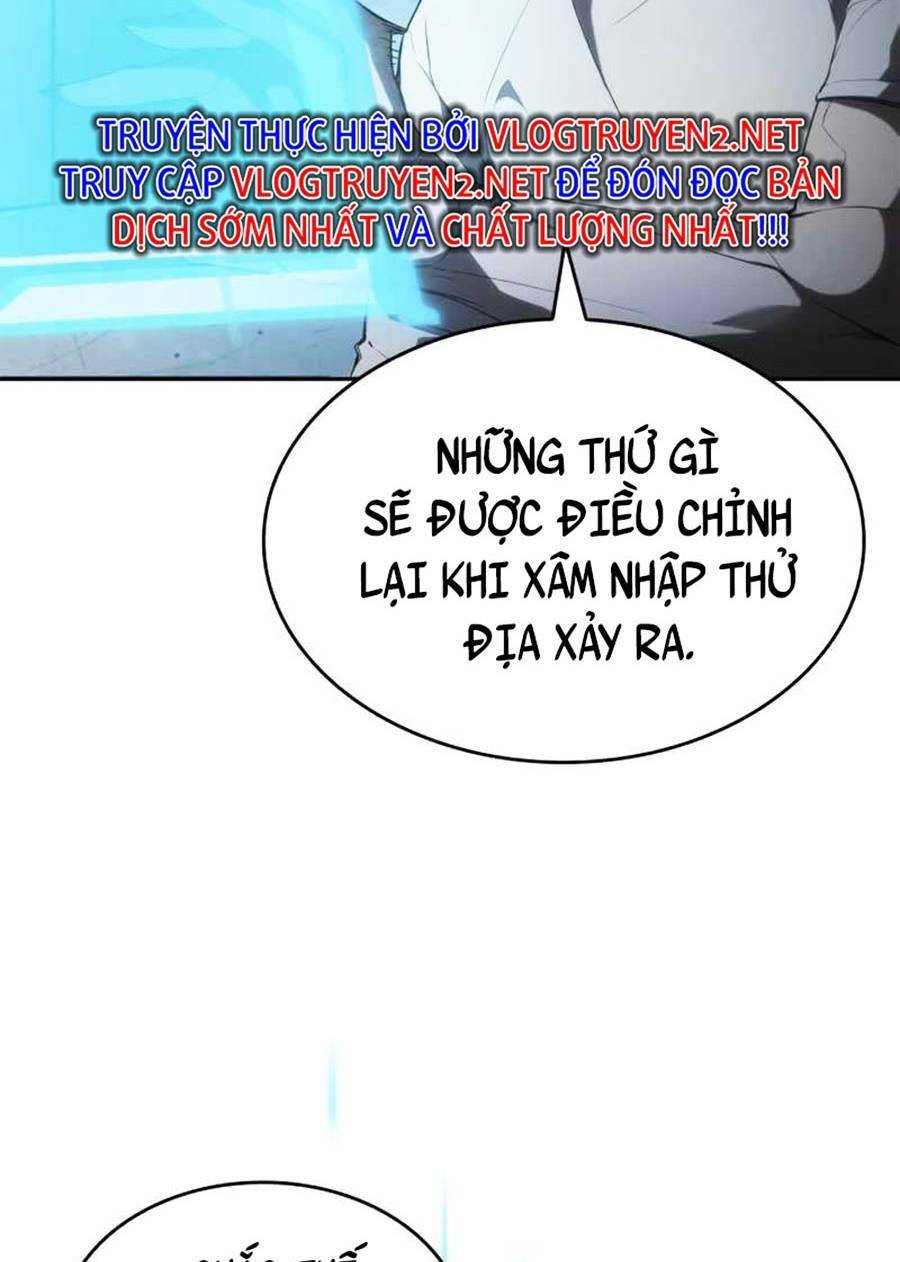 TRUYỆN THỰC HIỆN BỞI VLOGTRUYEN2.NET
TRUY CẬP VLOGTRUYEN2.NET ĐỂ ĐÓN ĐỌC BẢN
DỊCH SỚM NHẤT VÀ CHẤT LƯỢNG NHẤT!!!
NHỮNG THỨ GÌ
SẼ ĐƯỢC ĐIỀU CHỈNH
LẠI KHI XÂM NHẬP THỬ
ĐỊA XẢY RA.